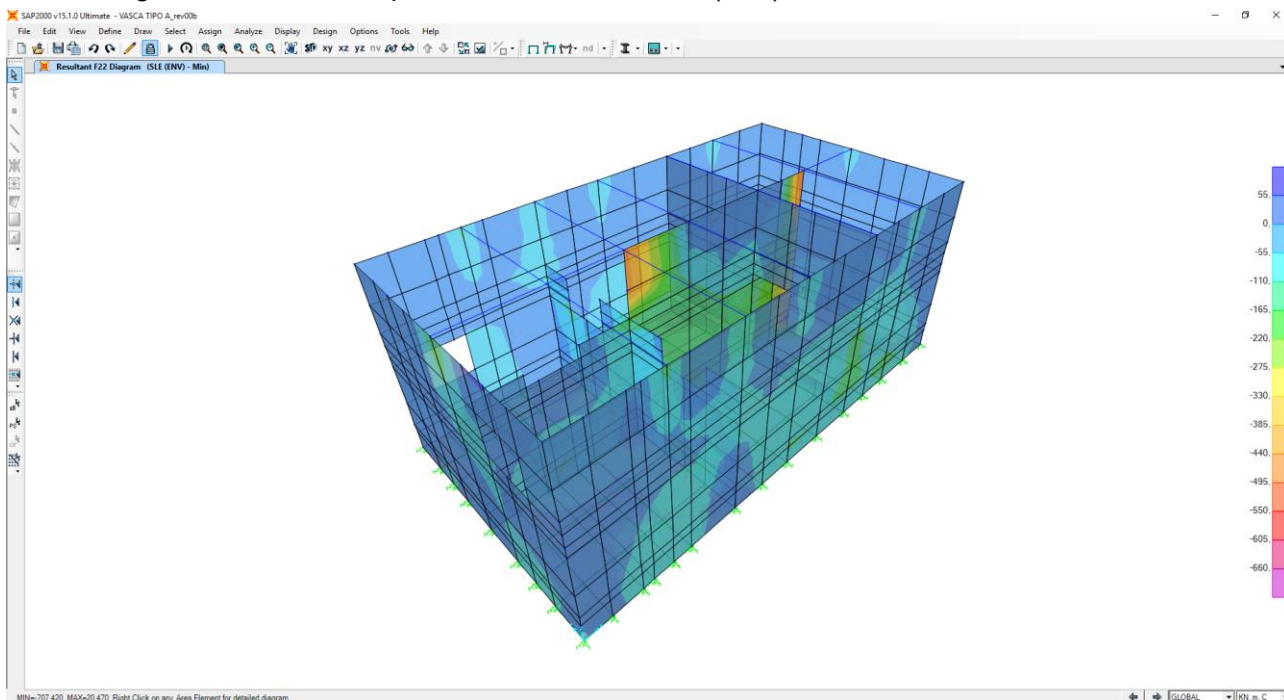 SAP2000 v15.1.0 Ultimate - VASCA TIPO A_rev00b
File Edit View Define Draw Select Assign Analyze Display Design Options Tools Help
xy xz yz nv nd
Resultant F22 Diagram (SLE (ENV) - Min)
55,
0,
-55,
-110,
-165,
-220,
-275,
-330,
-385,
-440,
-495,
-550,
-605,
-660,
MIN=-707.420, MAX=20.470, Right Click on any Area Element for detailed diagram
GLOBAL KN, m, C